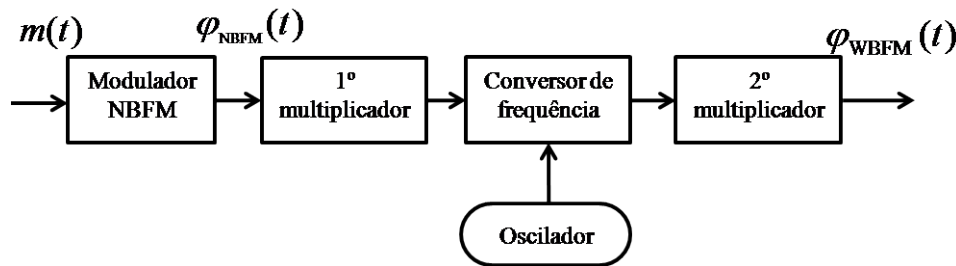 m(t)
φNBFM(t)
φWBFM(t)
Modulador
NBFM
1º
multiplicador
Conversor de
frequência
2º
multiplicador
Oscilador